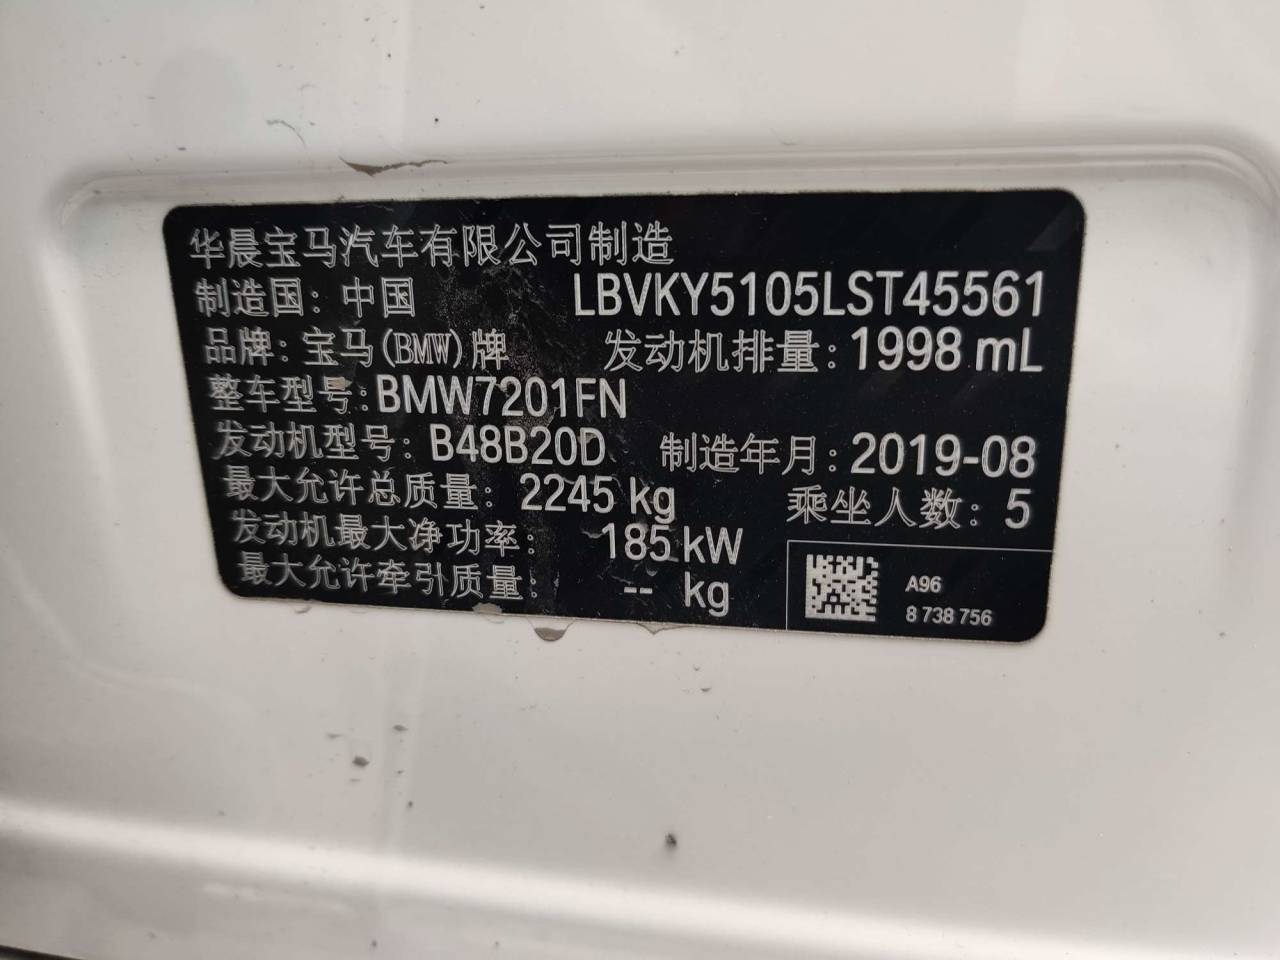 华晨宝马汽车有限公司制造
制造国：中国 LBVKY5105LST45561
品牌：宝马(BMW)牌 发动机排量：1998 mL
整车型号：BMW7201FN
发动机型号：B48B20D 制造年月：2019-08
最大允许总质量：2245 kg 乘坐人数：5
发动机最大净功率：185 kW
最大允许牵引质量：-- kg
A96
8 738 756